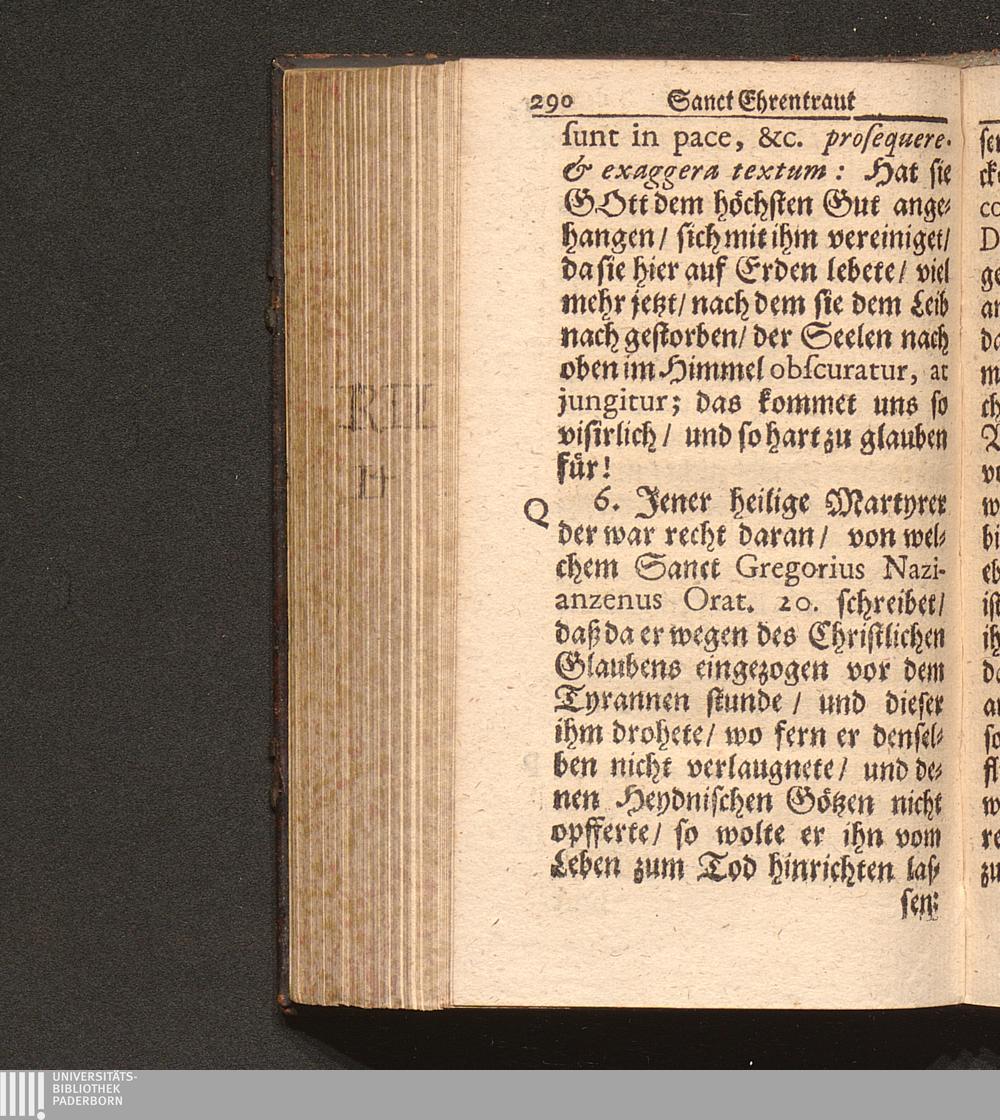 290 Sanct Ehrentraut
sunt in pace, &c. prosequere.
& exaggera textum : Hat sie
GOtt dem höchsten Gut ange-
hangen / sich mit ihm vereiniget /
da sie hier auf Erden lebete / viel
mehr jetzt / nach dem sie dem Leib
nach gestorben / der Seelen nach
oben im Himmel obscuratur, at
jungitur; das kommet uns so
visirlich / und so hart zu glauben
für!
Q 6. Jener heilige Martyrer
der war recht daran / von wel-
chem Sanct Gregorius Nazi-
anzenus Orat. 20. schreibet /
daß da er wegen des Christlichen
Glaubens eingezogen vor dem
Tyrannen stunde / und dieser
ihm drohete / wo fern er densel-
ben nicht verlaugnete / und de-
nen Heydnischen Götzen nicht
opfferte / so wolte er ihn vom
Leben zum Tod hinrichten las-
sen:
UNIVERSITÄTS-
BIBLIOTHEK
PADERBORN